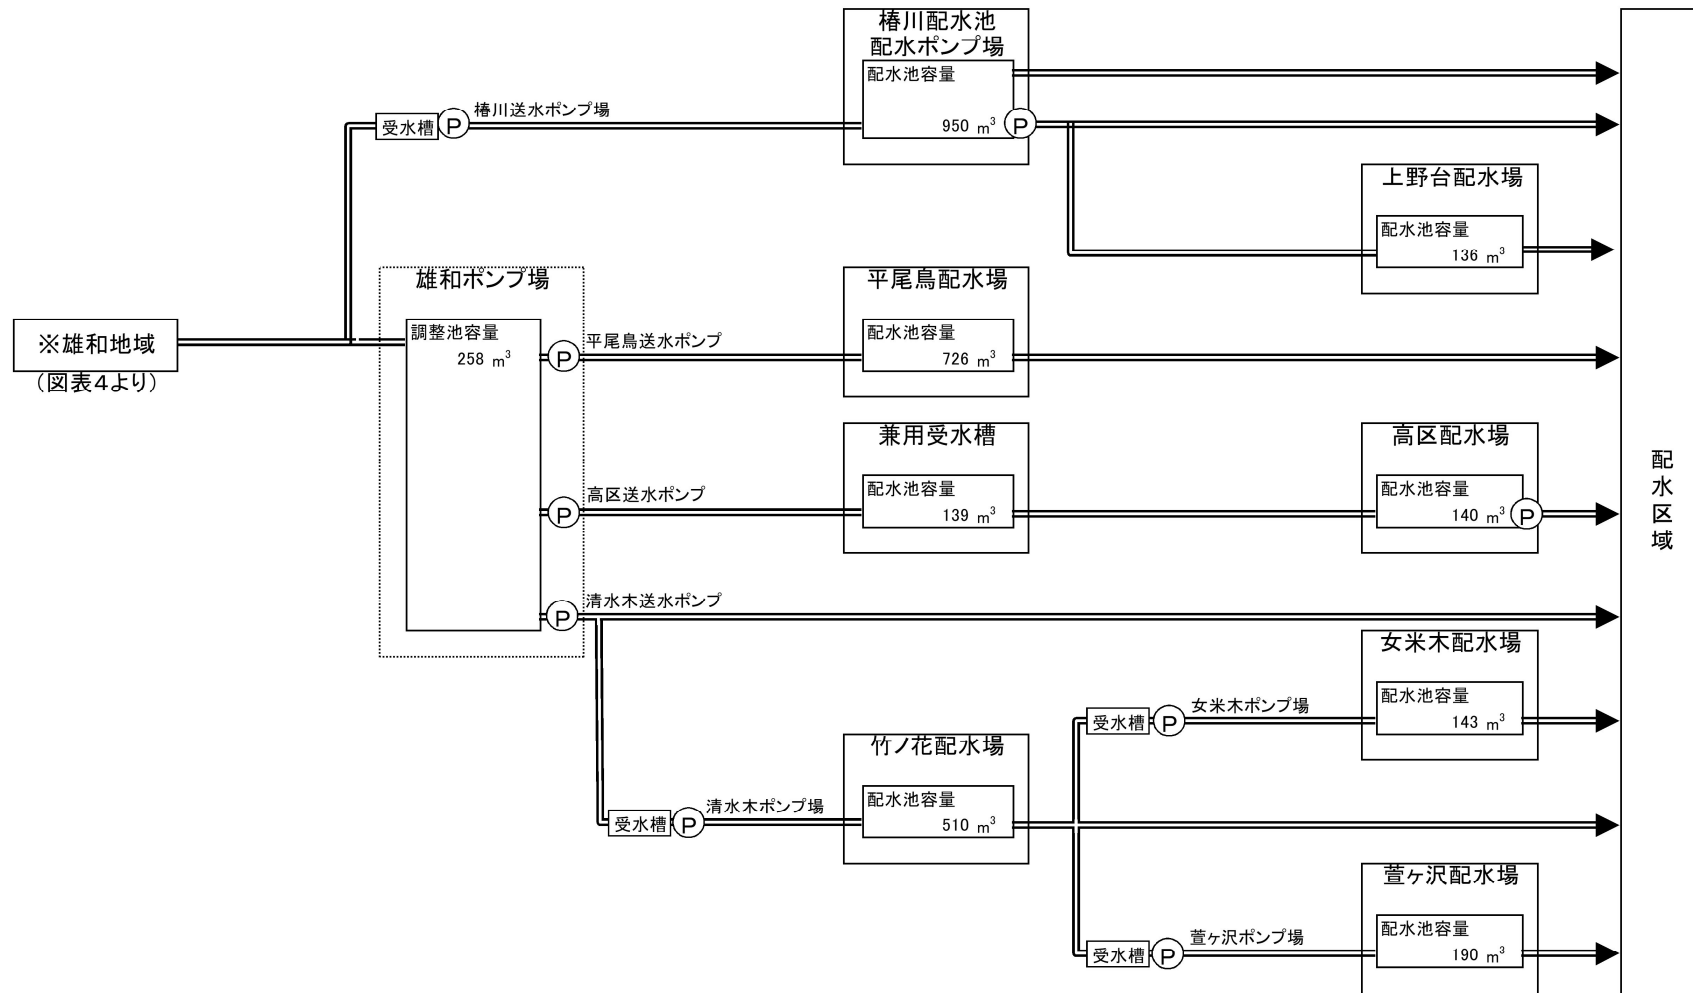 椿川配水池
配水ポンプ場
配水池容量
950 m³
P
椿川送水ポンプ場
受水槽
P
上野台配水場
配水池容量
136 m³
※雄和地域
(図表4より)
雄和ポンプ場
調整池容量
258 m³
P
平尾鳥送水ポンプ
平尾鳥配水場
配水池容量
726 m³
P
高区送水ポンプ
兼用受水槽
配水池容量
139 m³
高区配水場
配水池容量
140 m³
P
P
清水木送水ポンプ
受水槽
P
清水木ポンプ場
竹ノ花配水場
配水池容量
510 m³
受水槽
P
女米木ポンプ場
女米木配水場
配水池容量
143 m³
受水槽
P
萱ヶ沢ポンプ場
萱ヶ沢配水場
配水池容量
190 m³
配水区域